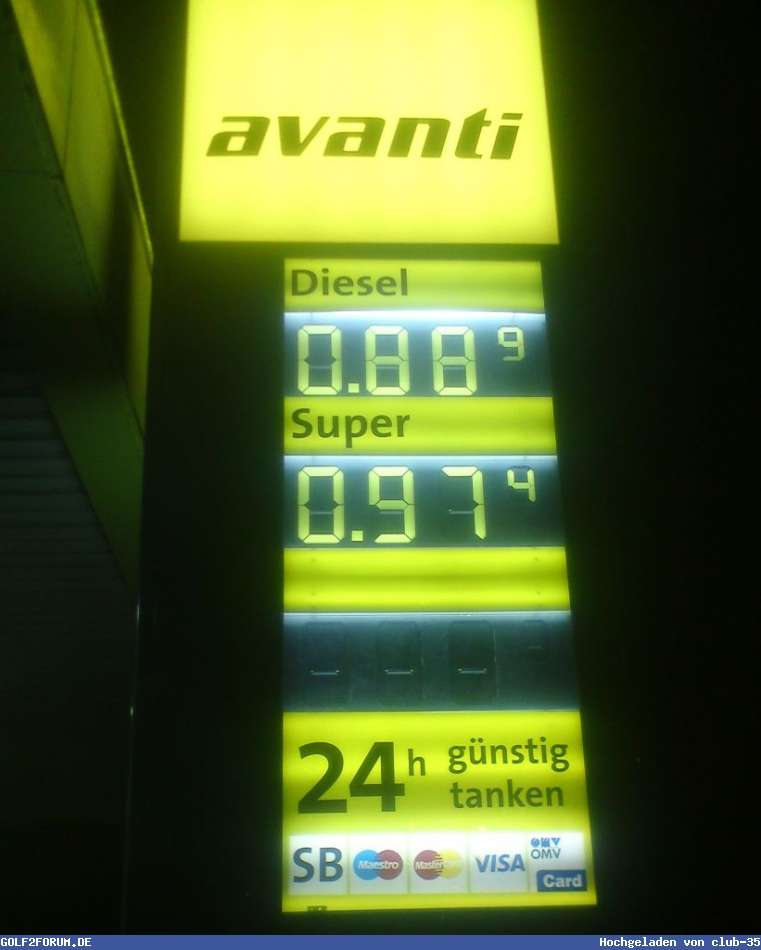 avanti
Diesel
0.88 9
Super
0.97 4
24h günstig
tanken
SB Maestro MasterCard VISA OMV
Card
GOLF2FORUM.DE Hochgeladen von club-35